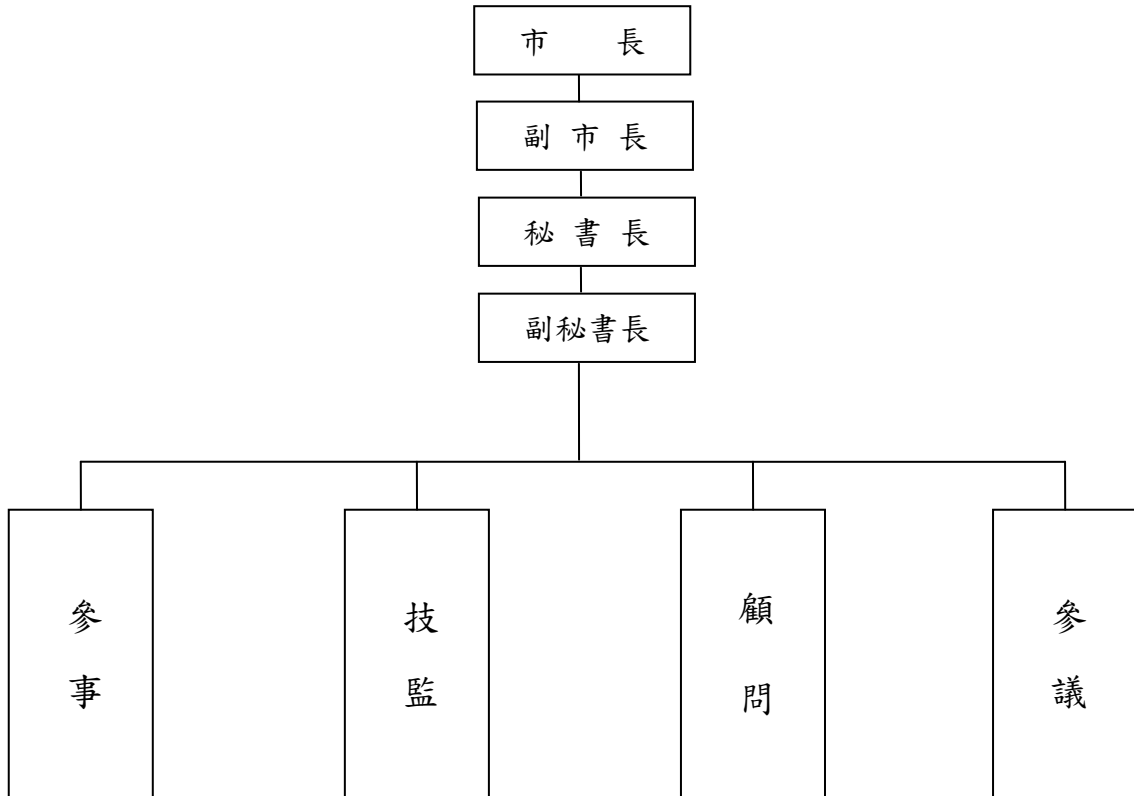 市 長
副 市 長
秘 書 長
副秘書長
參事
技監
顧問
參議